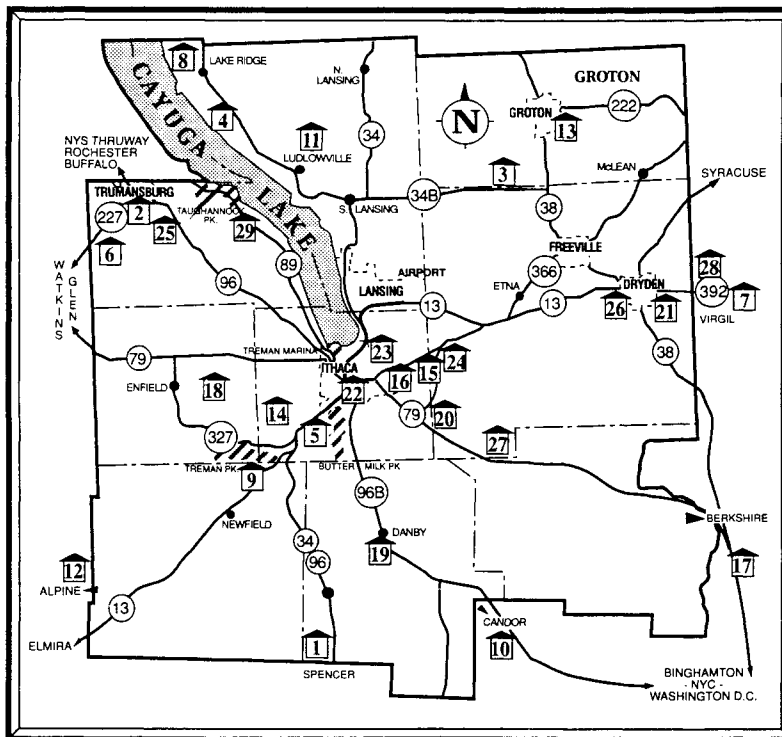 8
LAKE RIDGE
N.
LANSING
GROTON
CAYUGA LAKE
4
11
34
N
GROTON
222
13
NYS THRUWAY
ROCHESTER
BUFFALO
LUDLOWVILLE
3
McLEAN
SYRACUSE
TRUMANSBURG
TAUGHANNOCK
PK.
S. LANSING
34B
38
227
2
25
29
6
89
FREEVILLE
AIRPORT
366
ETNA
28
WATKINS
GLEN
96
LANSING
13
13
DRYDEN
392
7
26
21
VIRGIL
79
TREMAN MARINA
ITHACA
23
38
ENFIELD
18
22
16
15
24
14
79
20
5
327
27
TREMAN PK.
BUTTER MILK PK
9
96B
NEWFIELD
BERKSHIRE
34
DANBY
12
96
19
17
ALPINE
13
CANDOR
ELMIRA
1
10
SPENCER
BINGHAMTON
- NYC -
WASHINGTON D.C.